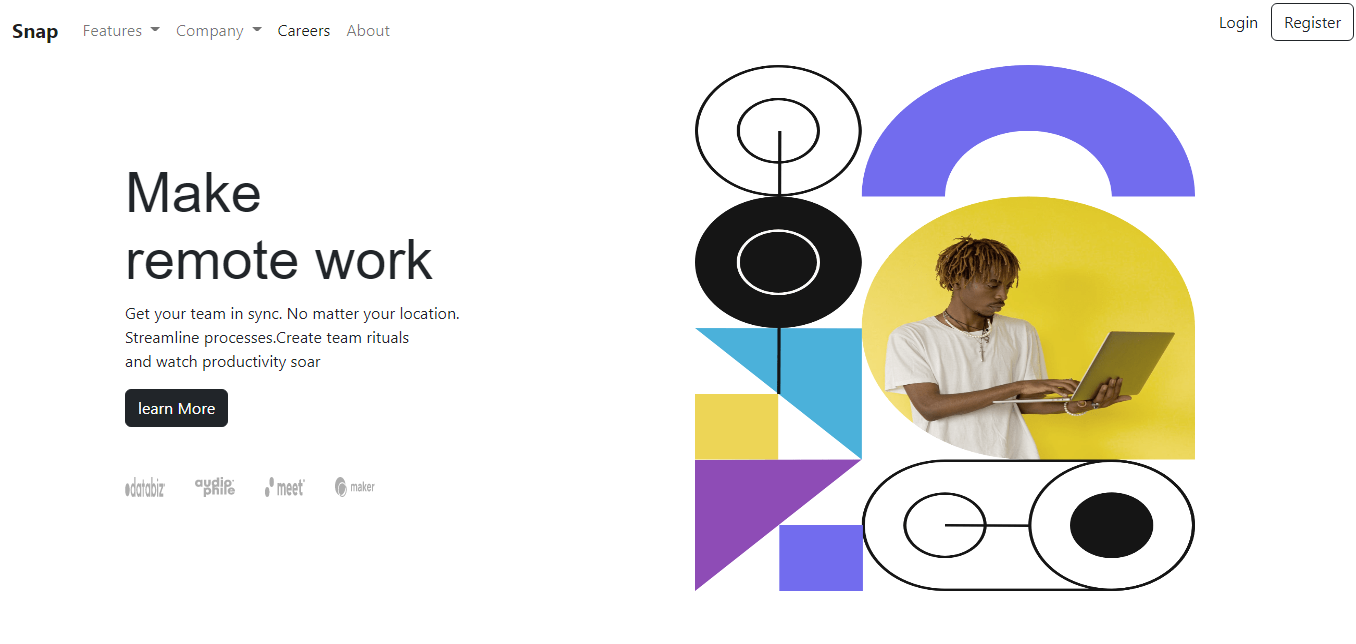 Snap Features Company Careers About Login Register
Make
remote work
Get your team in sync. No matter your location.
Streamline processes.Create team rituals
and watch productivity soar
learn More
databiz audiophile meet maker